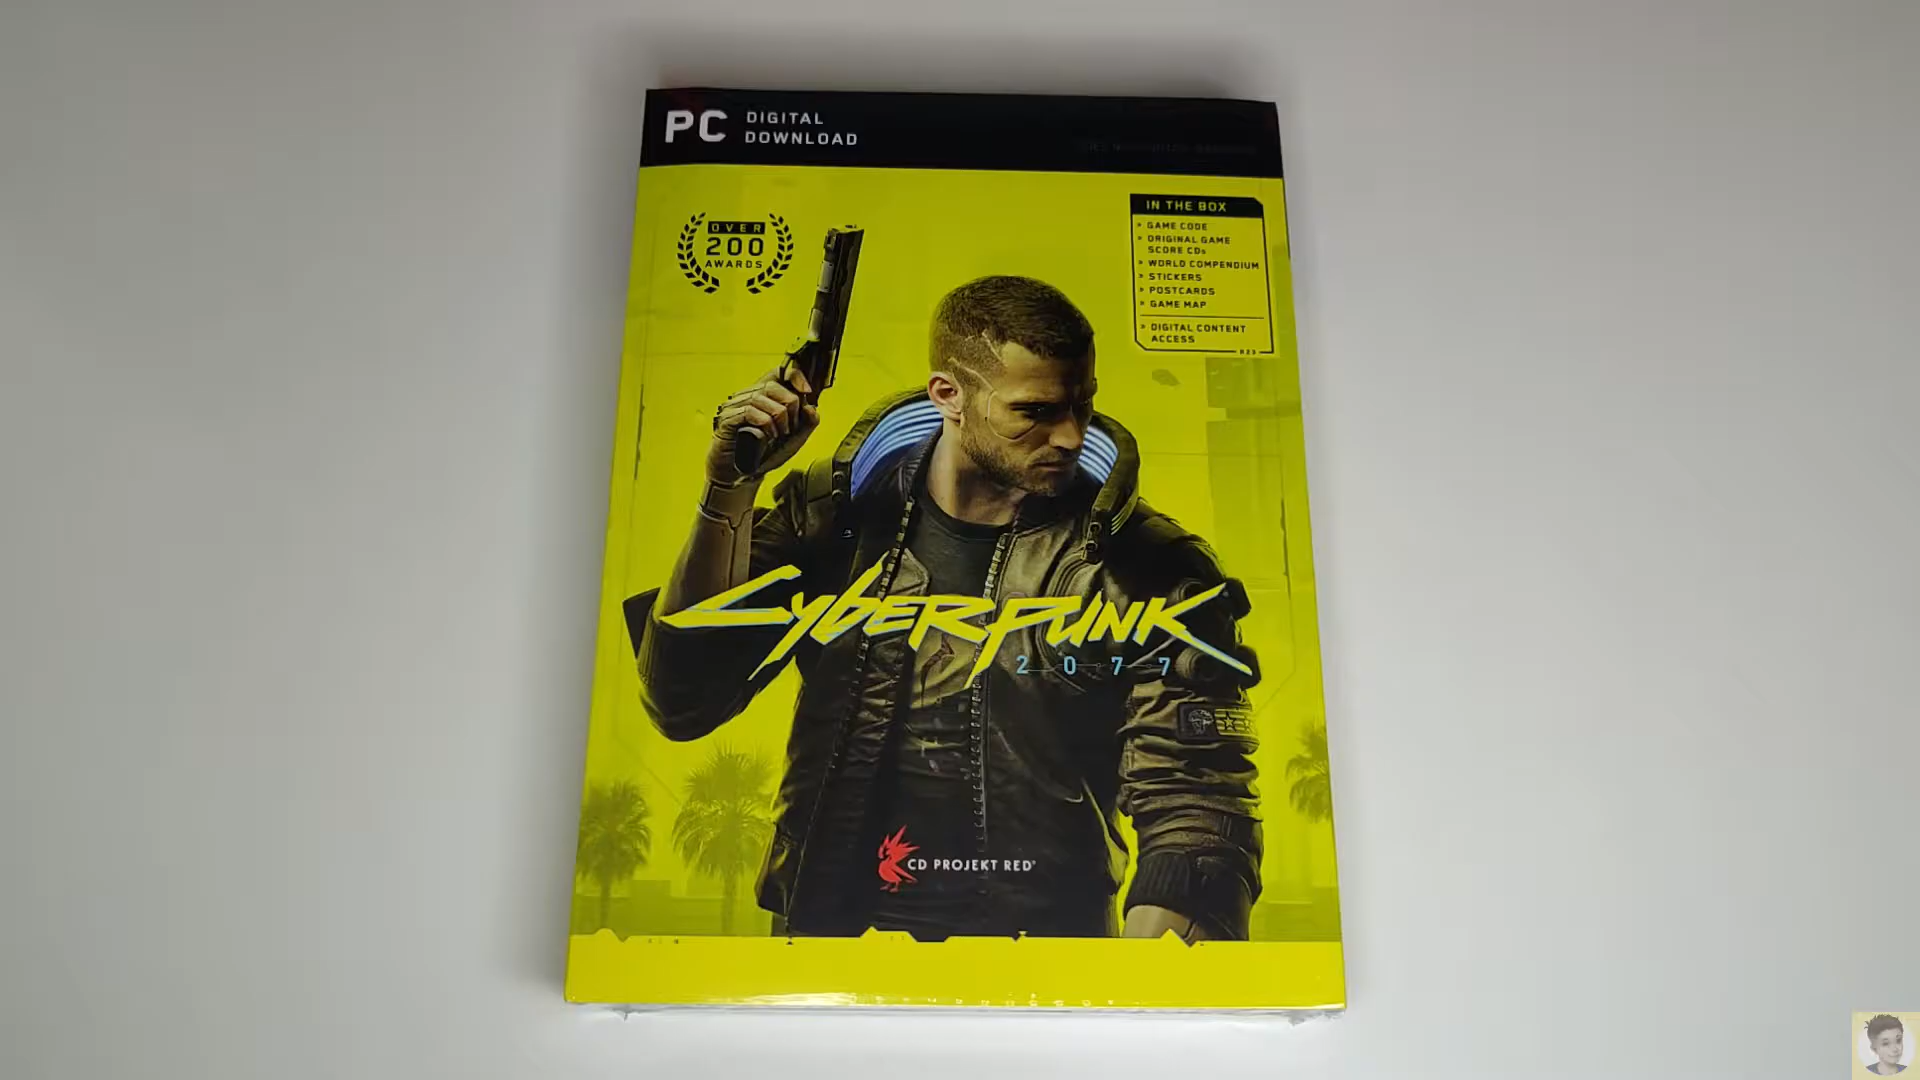 PC
DIGITAL
DOWNLOAD
OVER
200
AWARDS
IN THE BOX
GAME CODE
ORIGINAL GAME
SCORE CDs
WORLD COMPENDIUM
STICKERS
POSTCARDS
GAME MAP
DIGITAL CONTENT
ACCESS
CYBERPUNK
2077
CD PROJEKT RED®